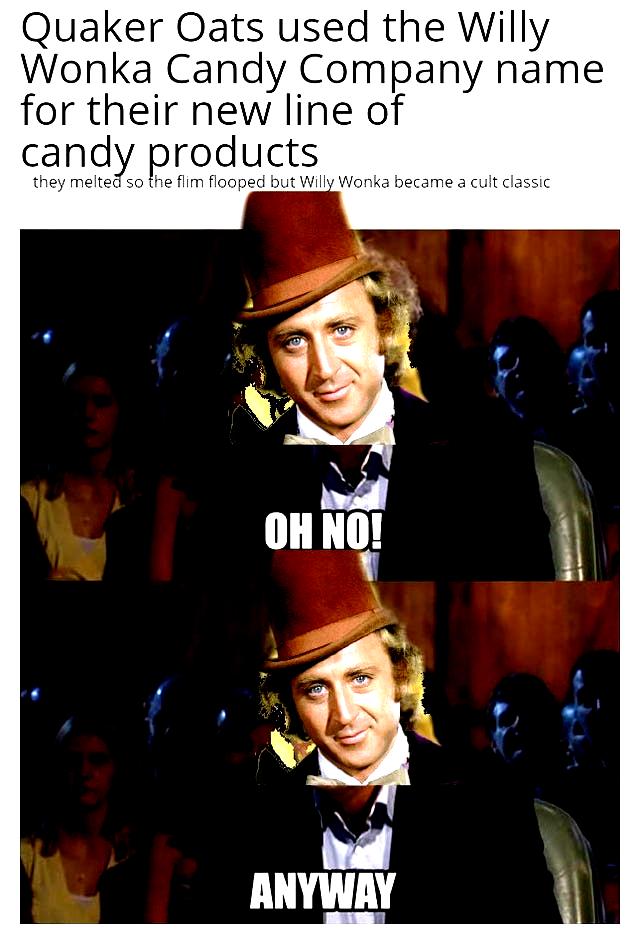 Quaker Oats used the Willy
Wonka Candy Company name
for their new line of
candy products
they melted so the flim flooped but Willy Wonka became a cult classic
OH NO!
ANYWAY